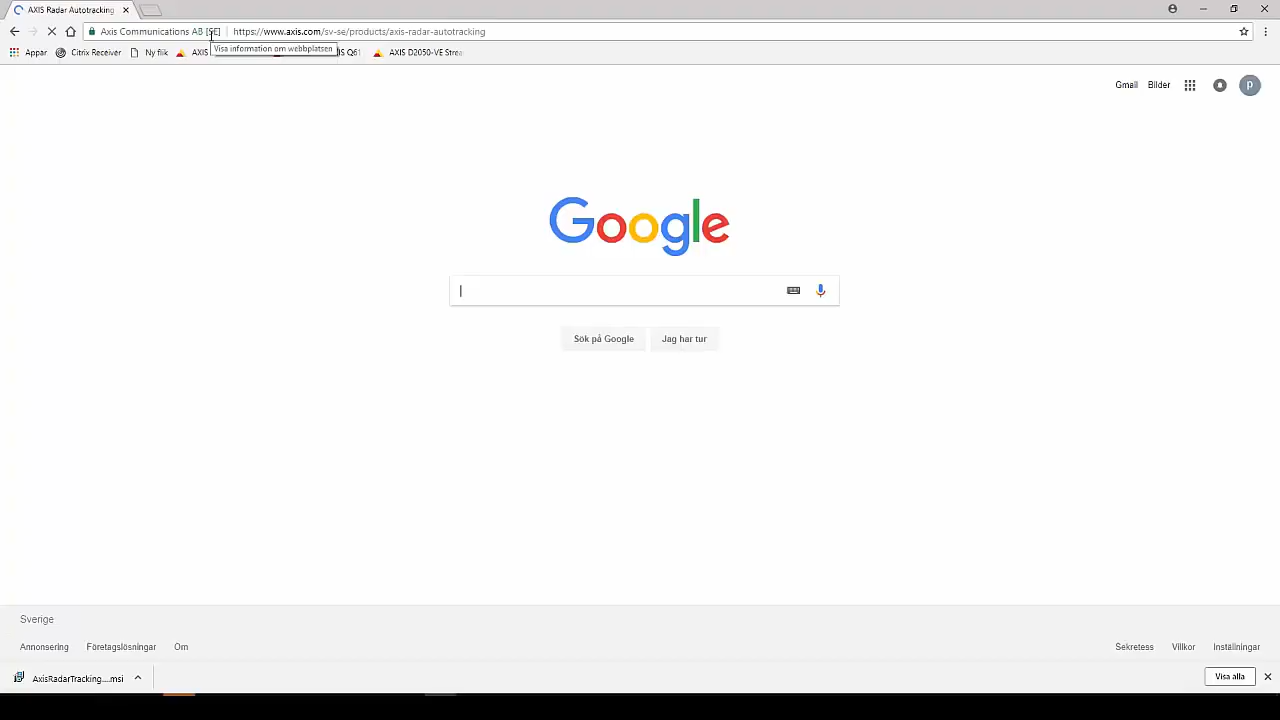 AXIS Radar Autotracking
Axis Communications AB [SE] https://www.axis.com/sv-se/products/axis-radar-autotracking
Visa information om webbplatsen
Appar Citrix Receiver Ny flik AXIS S Q61 AXIS D2050-VE Strea
Gmail Bilder
p
Google
Sök på Google Jag har tur
Sverige
Annonsering Företagslösningar Om Sekretess Villkor Inställningar
AxisRadarTracking....msi Visa alla